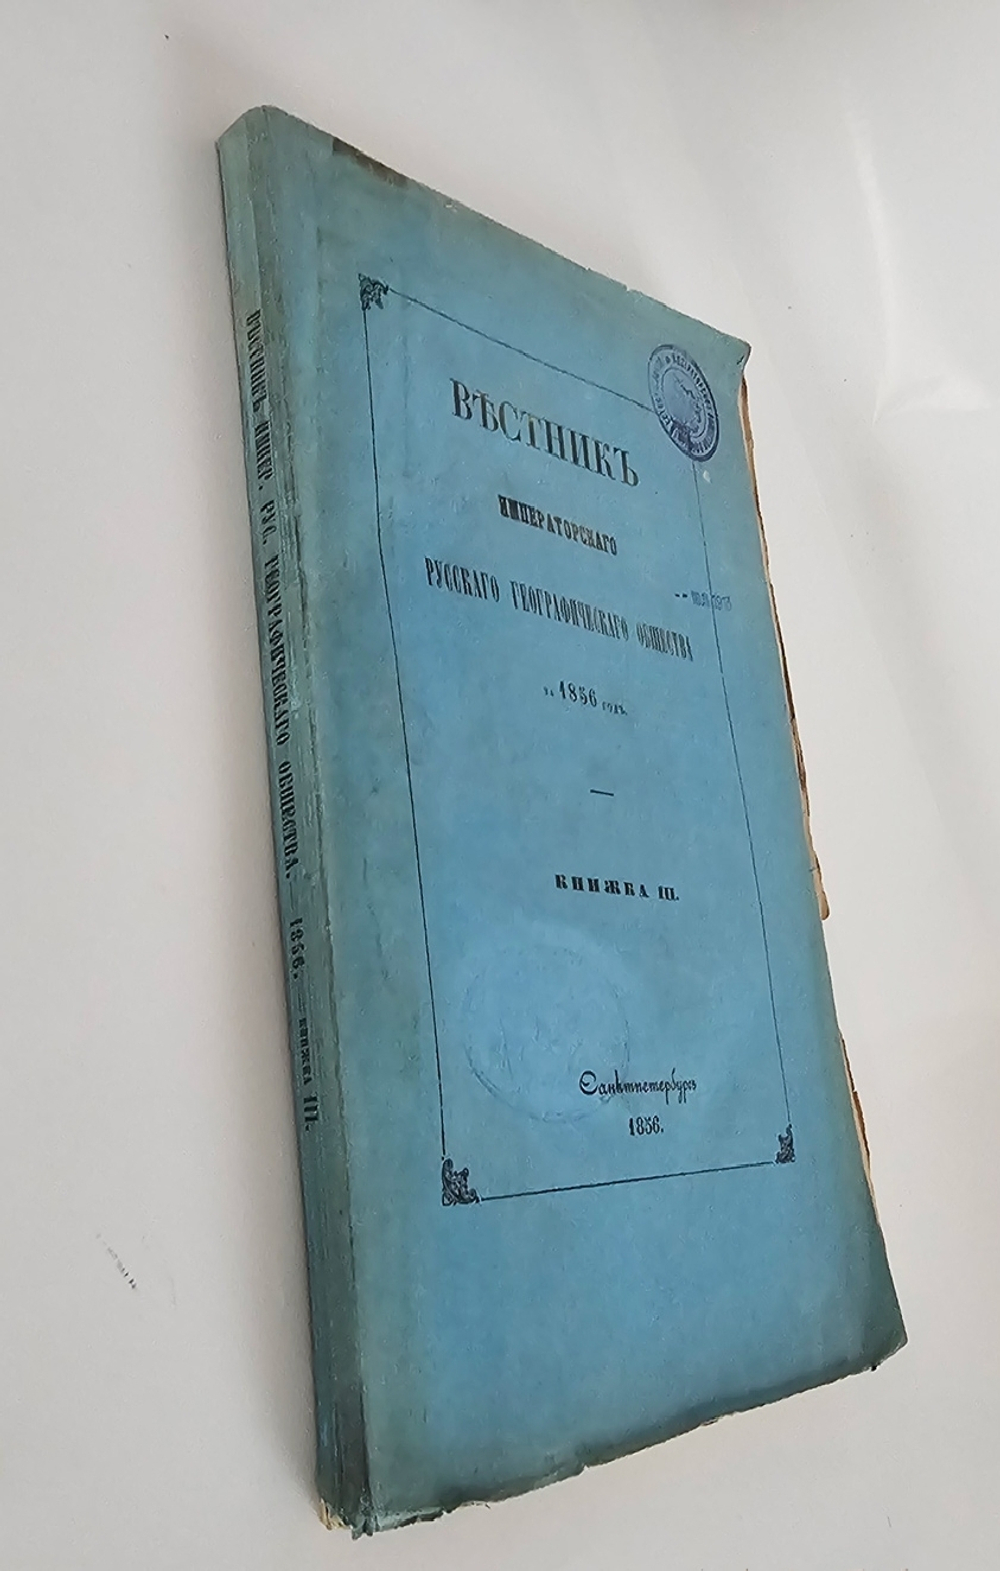 ВѢСТНИКЪ
ИМПЕРАТОРСКАГО
РУССКАГО ГЕОГРАФИЧЕСКАГО ОБЩЕСТВА
за 1856 годъ.
КНИЖКА III.
Санктпетербургъ
1856.
ВѢСТНИКЪ ИМПЕР. РУС. ГЕОГРАФИЧЕСКАГО ОБЩЕСТВА. 1856. КНИЖКА III.